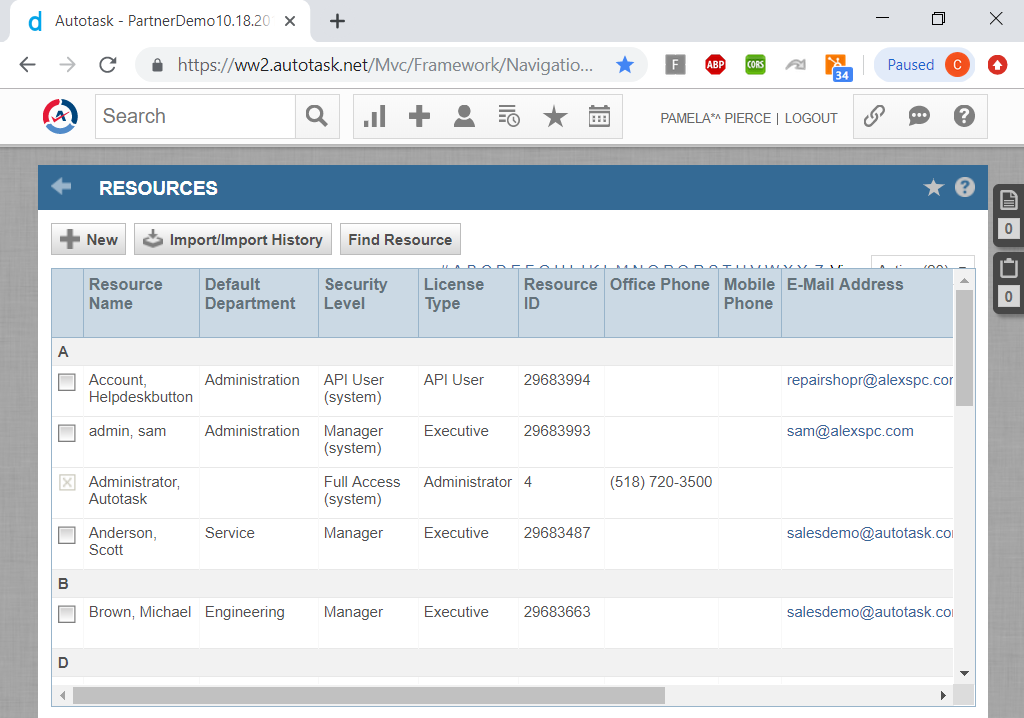 Autotask - PartnerDemo10.18.20
https://ww2.autotask.net/Mvc/Framework/Navigatio...
F
ABP
CORS
34
Paused
C
Search
PAMELA*^ PIERCE | LOGOUT
RESOURCES
0
0
New
Import/Import History
Find Resource
Resource Name
Default Department
Security Level
License Type
Resource ID
Office Phone
Mobile Phone
E-Mail Address
A
Account, Helpdeskbutton
Administration
API User (system)
API User
29683994
repairshopr@alexspc.cor
admin, sam
Administration
Manager (system)
Executive
29683993
sam@alexspc.com
Administrator, Autotask
Full Access (system)
Administrator
4
(518) 720-3500
Anderson, Scott
Service
Manager
Executive
29683487
salesdemo@autotask.co
B
Brown, Michael
Engineering
Manager
Executive
29683663
salesdemo@autotask.co
D